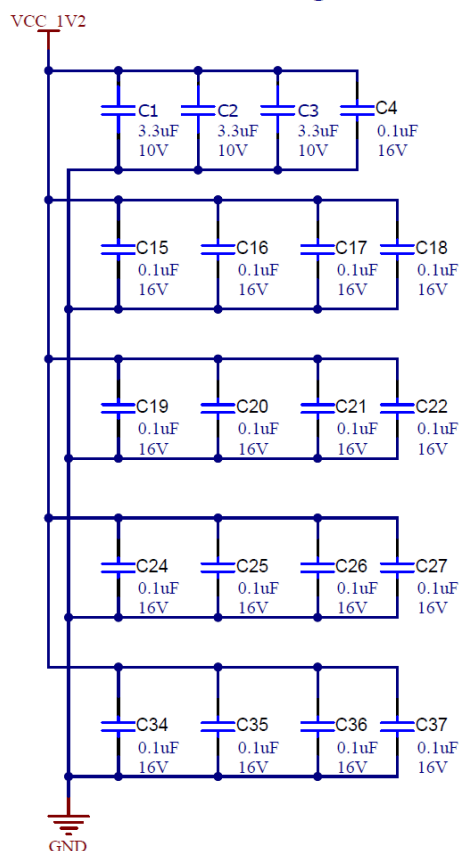 VCC_1V2
C1 C2 C3 C4
3.3uF 3.3uF 3.3uF 0.1uF
10V 10V 10V 16V
C15 C16 C17 C18
0.1uF 0.1uF 0.1uF 0.1uF
16V 16V 16V 16V
C19 C20 C21 C22
0.1uF 0.1uF 0.1uF 0.1uF
16V 16V 16V 16V
C24 C25 C26 C27
0.1uF 0.1uF 0.1uF 0.1uF
16V 16V 16V 16V
C34 C35 C36 C37
0.1uF 0.1uF 0.1uF 0.1uF
16V 16V 16V 16V
GND